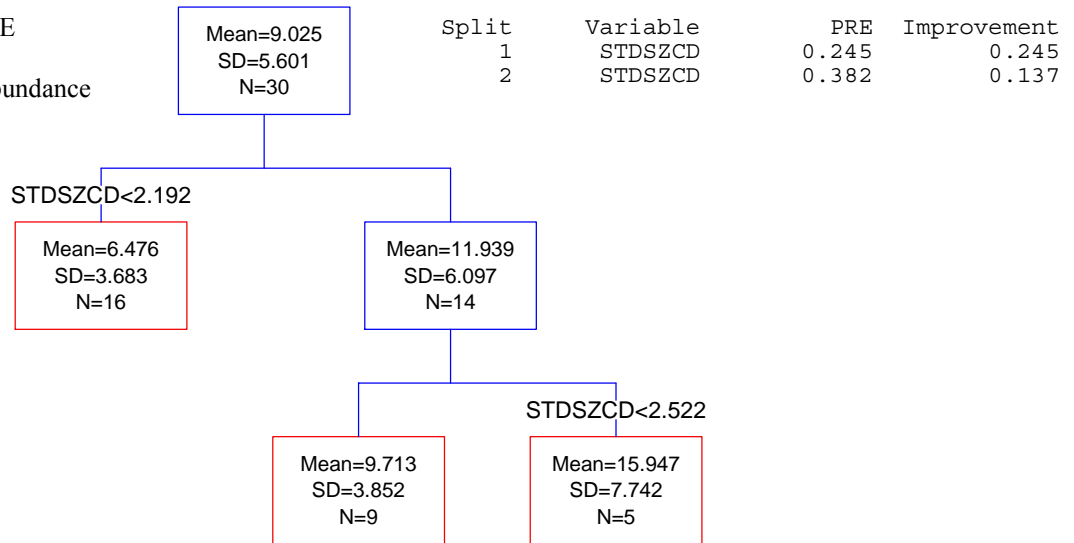 E
bundance
Split Variable PRE Improvement
1 STDSZCD 0.245 0.245
2 STDSZCD 0.382 0.137
Mean=9.025
SD=5.601
N=30
STDSZCD<2.192
Mean=6.476
SD=3.683
N=16
Mean=11.939
SD=6.097
N=14
STDSZCD<2.522
Mean=9.713
SD=3.852
N=9
Mean=15.947
SD=7.742
N=5